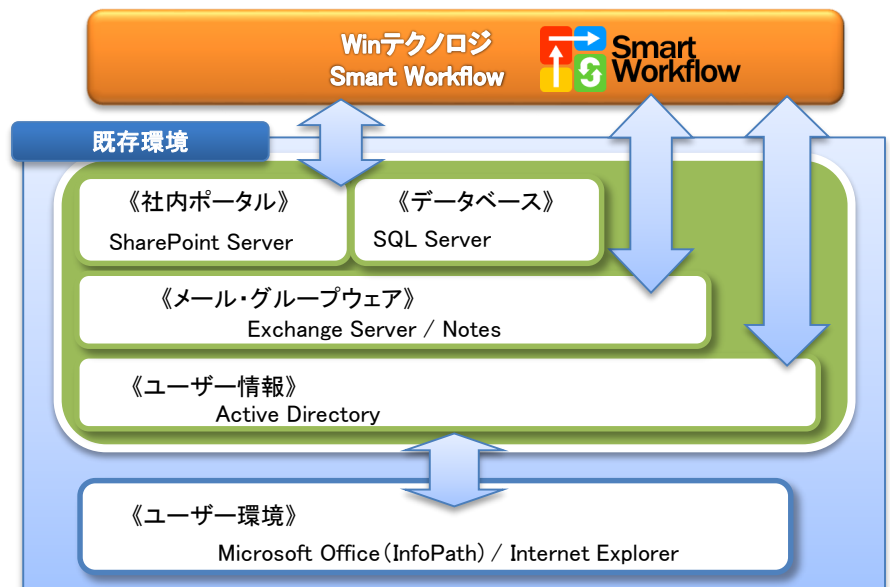 Winテクノロジ
Smart Workflow
Smart
Workflow
既存環境
《社内ポータル》
SharePoint Server
《データベース》
SQL Server
《メール・グループウェア》
Exchange Server / Notes
《ユーザー情報》
Active Directory
《ユーザー環境》
Microsoft Office(InfoPath) / Internet Explorer